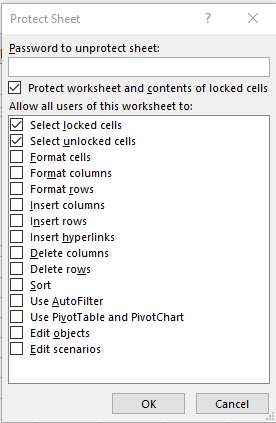 Protect Sheet ? ×
Password to unprotect sheet:
Protect worksheet and contents of locked cells
Allow all users of this worksheet to:
Select locked cells
Select unlocked cells
Format cells
Format columns
Format rows
Insert columns
Insert rows
Insert hyperlinks
Delete columns
Delete rows
Sort
Use AutoFilter
Use PivotTable and PivotChart
Edit objects
Edit scenarios
OK Cancel